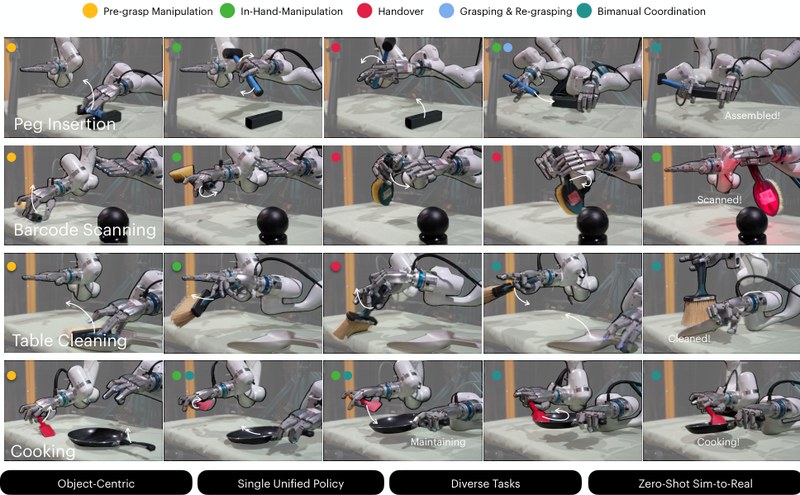 Pre-grasp Manipulation In-Hand-Manipulation Handover Grasping & Re-grasping Bimanual Coordination
Peg Insertion
Assembled!
Barcode Scanning
Scanned!
Table Cleaning
Cleaned!
Cooking
Maintaining
Cooking!
Object-Centric Single Unified Policy Diverse Tasks Zero-Shot Sim-to-Real